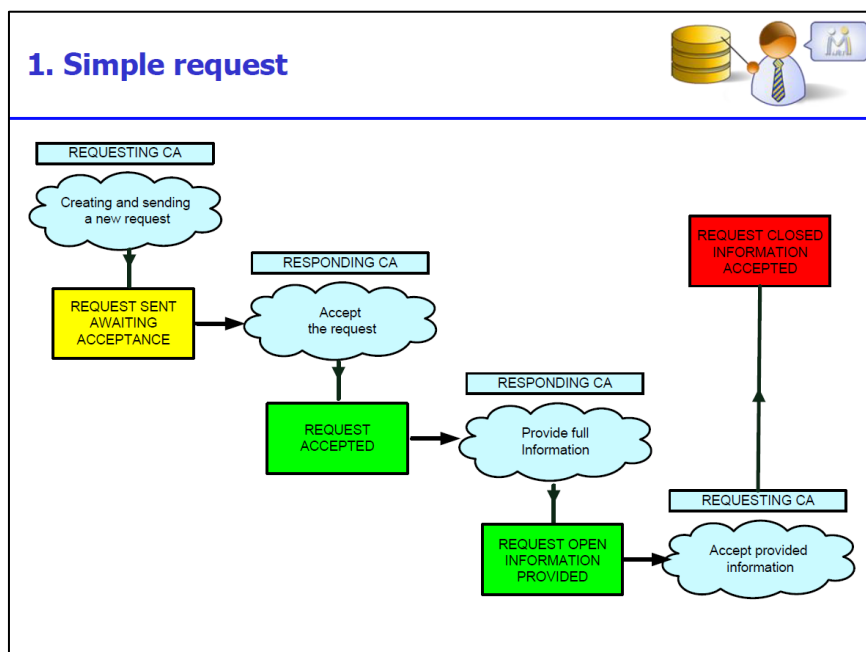 1. Simple request
REQUESTING CA
Creating and sending
a new request
REQUEST SENT
AWAITING
ACCEPTANCE
RESPONDING CA
Accept
the request
REQUEST
ACCEPTED
RESPONDING CA
Provide full
Information
REQUEST OPEN
INFORMATION
PROVIDED
REQUESTING CA
Accept provided
information
REQUEST CLOSED
INFORMATION
ACCEPTED